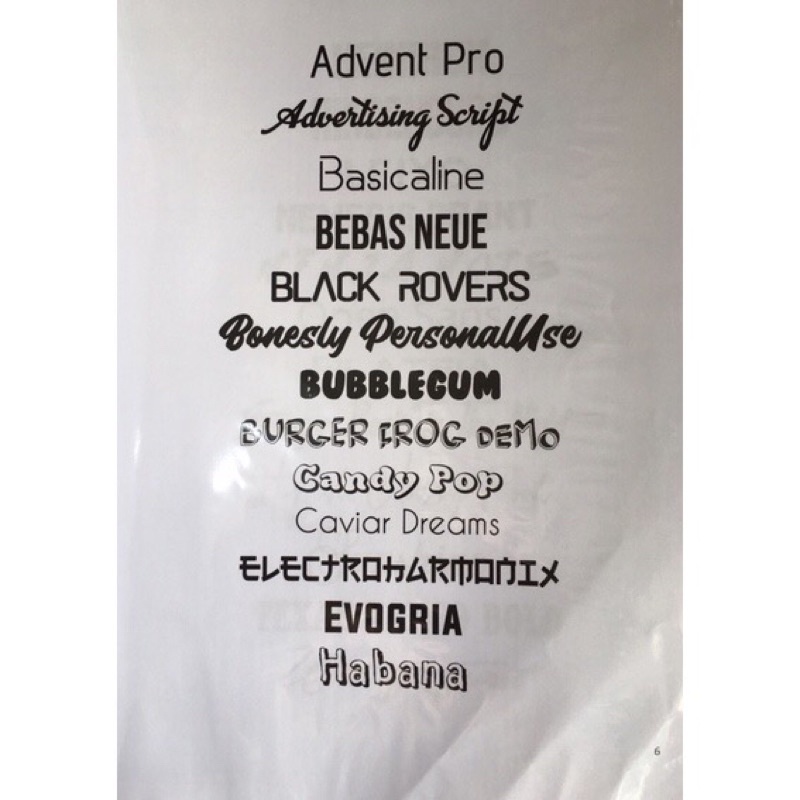 Advent Pro
Advertising Script
Basicaline
BEBAS NEUE
BLACK ROVERS
Bonesly PersonalUse
BUBBLEGUM
BURGER FROG DEMO
Candy Pop
Caviar Dreams
ELECTROHARMONIX
EVOGRIA
Habana
6